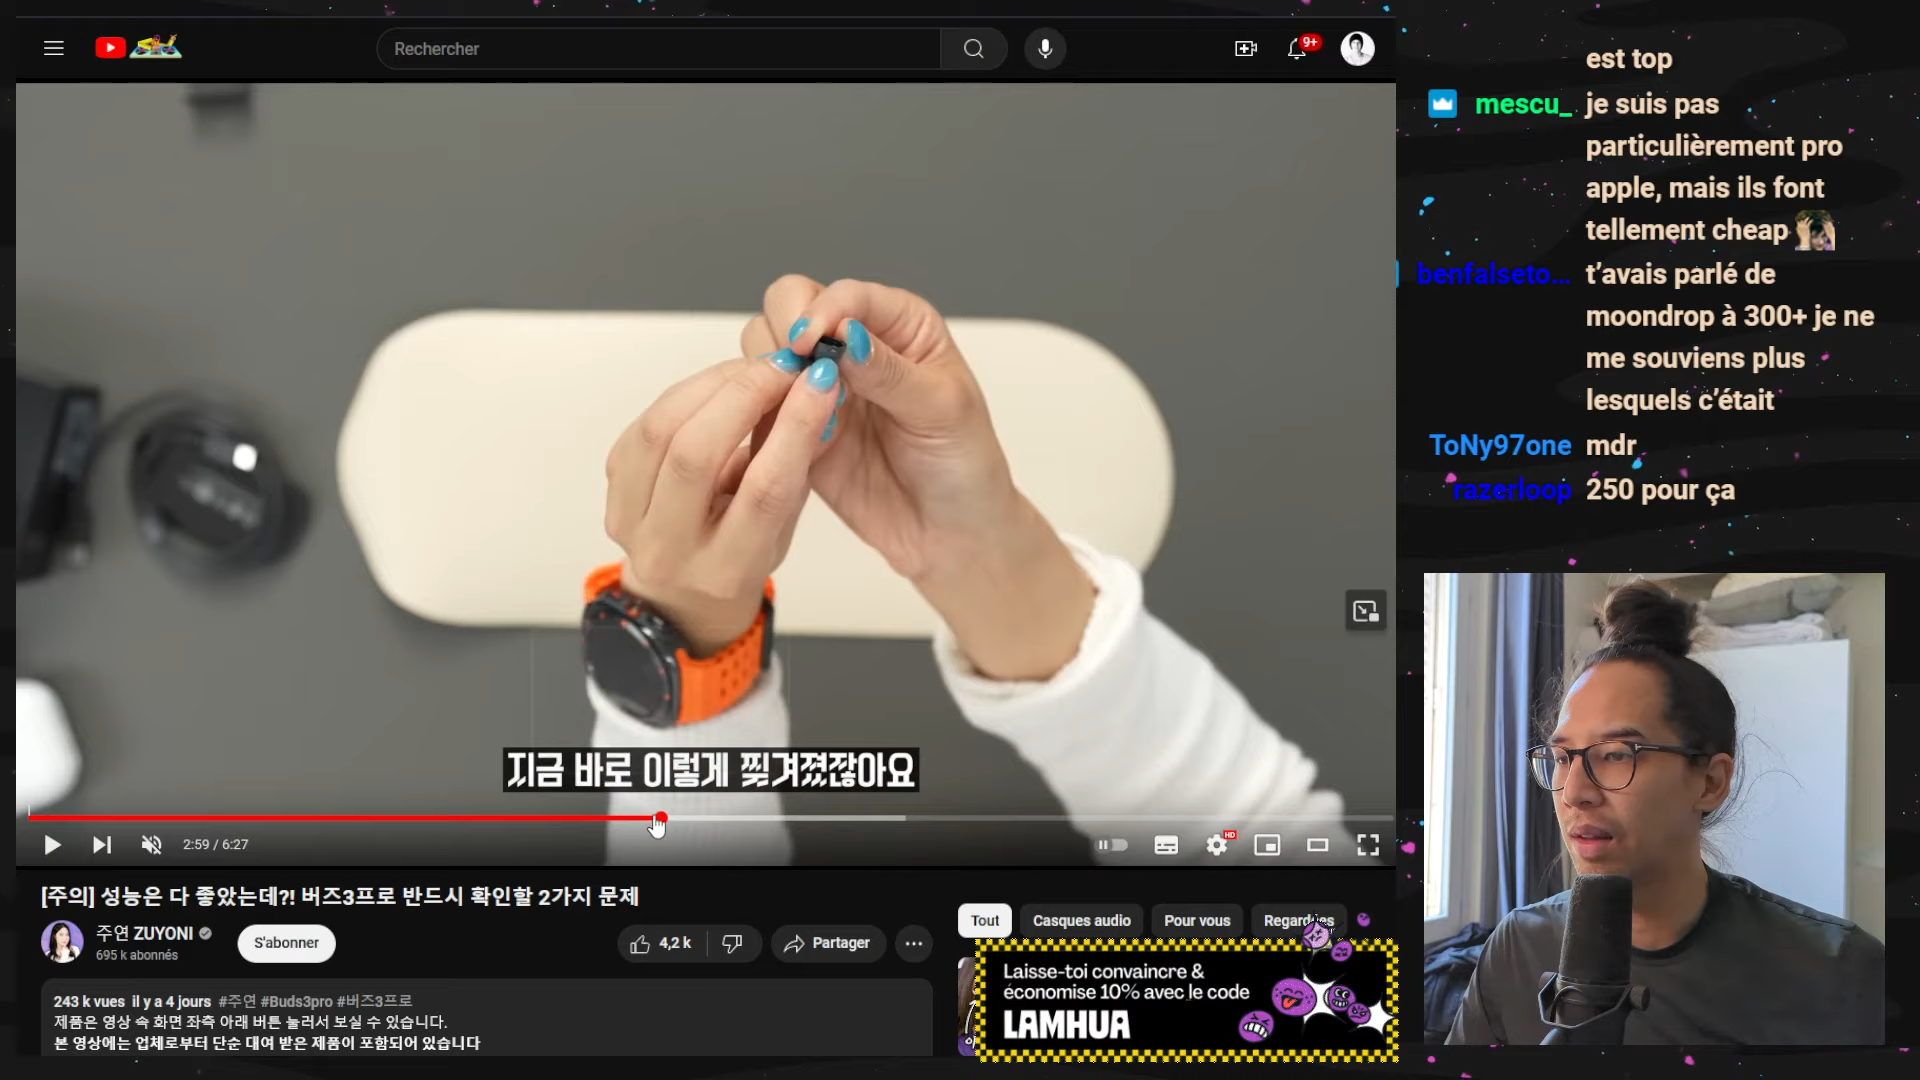 Rechercher
9+
지금 바로 이렇게 찢겨졌잖아요
2:59 / 6:27
HD
[주의] 성능은 다 좋았는데?! 버즈3프로 반드시 확인할 2가지 문제
주연 ZUYONI
695 k abonnés
S'abonner
4,2 k
Partager
243 k vues il y a 4 jours #주연 #Buds3pro #버즈3프로
제품은 영상 속 화면 좌측 아래 버튼 눌러서 보실 수 있습니다.
본 영상에는 업체로부터 단순 대여 받은 제품이 포함되어 있습니다
Tout
Casques audio
Pour vous
Laisse-toi convaincre &
économise 10% avec le code
LAMHUA
est top
mescu_ je suis pas
particulièrement pro
apple, mais ils font
tellement cheap
benfalseto... t'avais parlé de
moondrop à 300+ je ne
me souviens plus
lesquels c'était
ToNy97one mdr
razerloop 250 pour ça